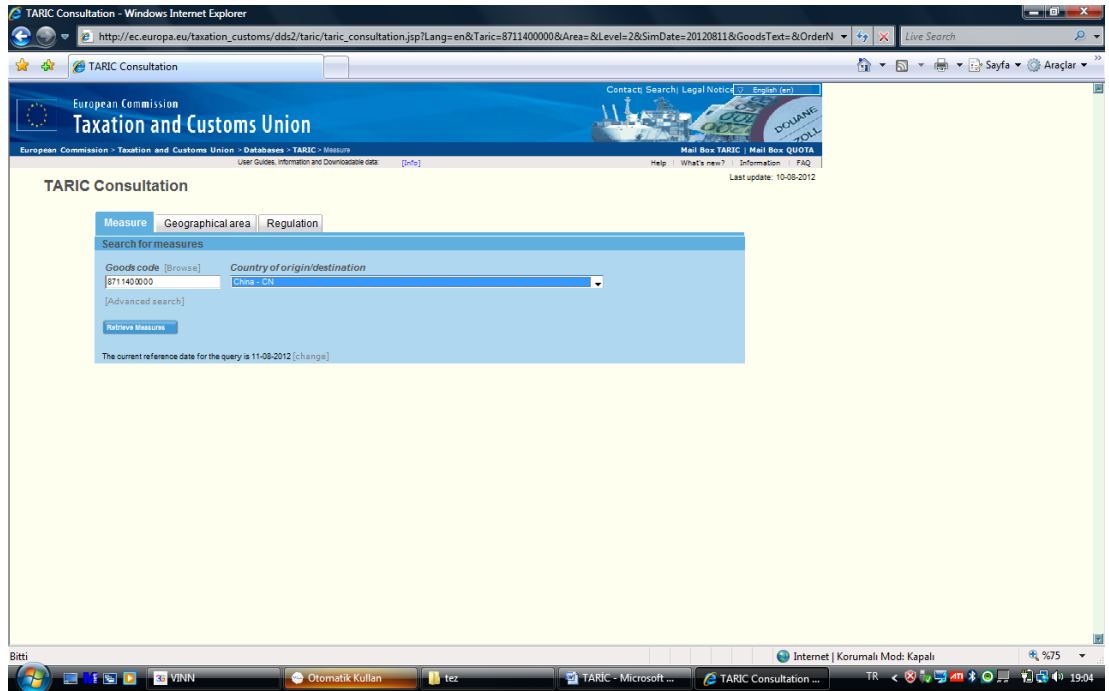 TARIC Consultation - Windows Internet Explorer
http://ec.europa.eu/taxation_customs/dds2/taric/taric_consultation.jsp?Lang=en&Taric=8711400000&Area=&Level=2&SimDate=20120811&GoodsText=&OrderN
Live Search
TARIC Consultation
Sayfa
Araçlar
Contact| Search| Legal Notice
English (en)
European Commission
Taxation and Customs Union
DOUANE
ZOLL
European Commission > Taxation and Customs Union > Databases > TARIC > Measure
Mail Box TARIC | Mail Box QUOTA
User Guides, Information and Downloadable data: [Info]
Help | What's new? | Information | FAQ
Last update: 10-08-2012
TARIC Consultation
Measure
Geographical area
Regulation
Search for measures
Goods code [Browse]
Country of origin/destination
8711400000
China - CN
[Advanced search]
Retrieve Measures
The current reference date for the query is 11-08-2012 [change]
Bitti
Internet | Korumalı Mod: Kapalı
%75
VINN
Otomatik Kullan
tez
TARIC - Microsoft ...
TARIC Consultation ...
TR
19:04